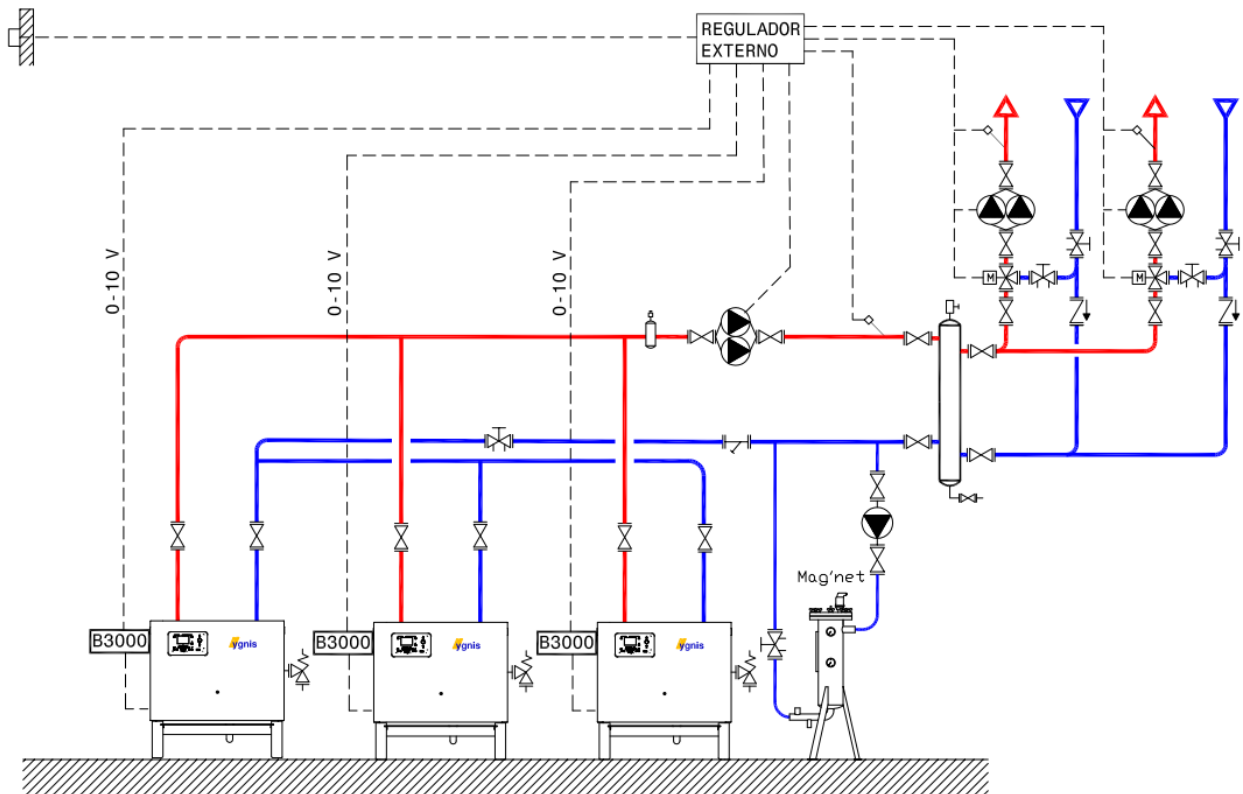 REGULADOR
EXTERNO
0-10 V
0-10 V
0-10 V
M
M
Mag'net
B3000
ygnis
B3000
ygnis
B3000
ygnis